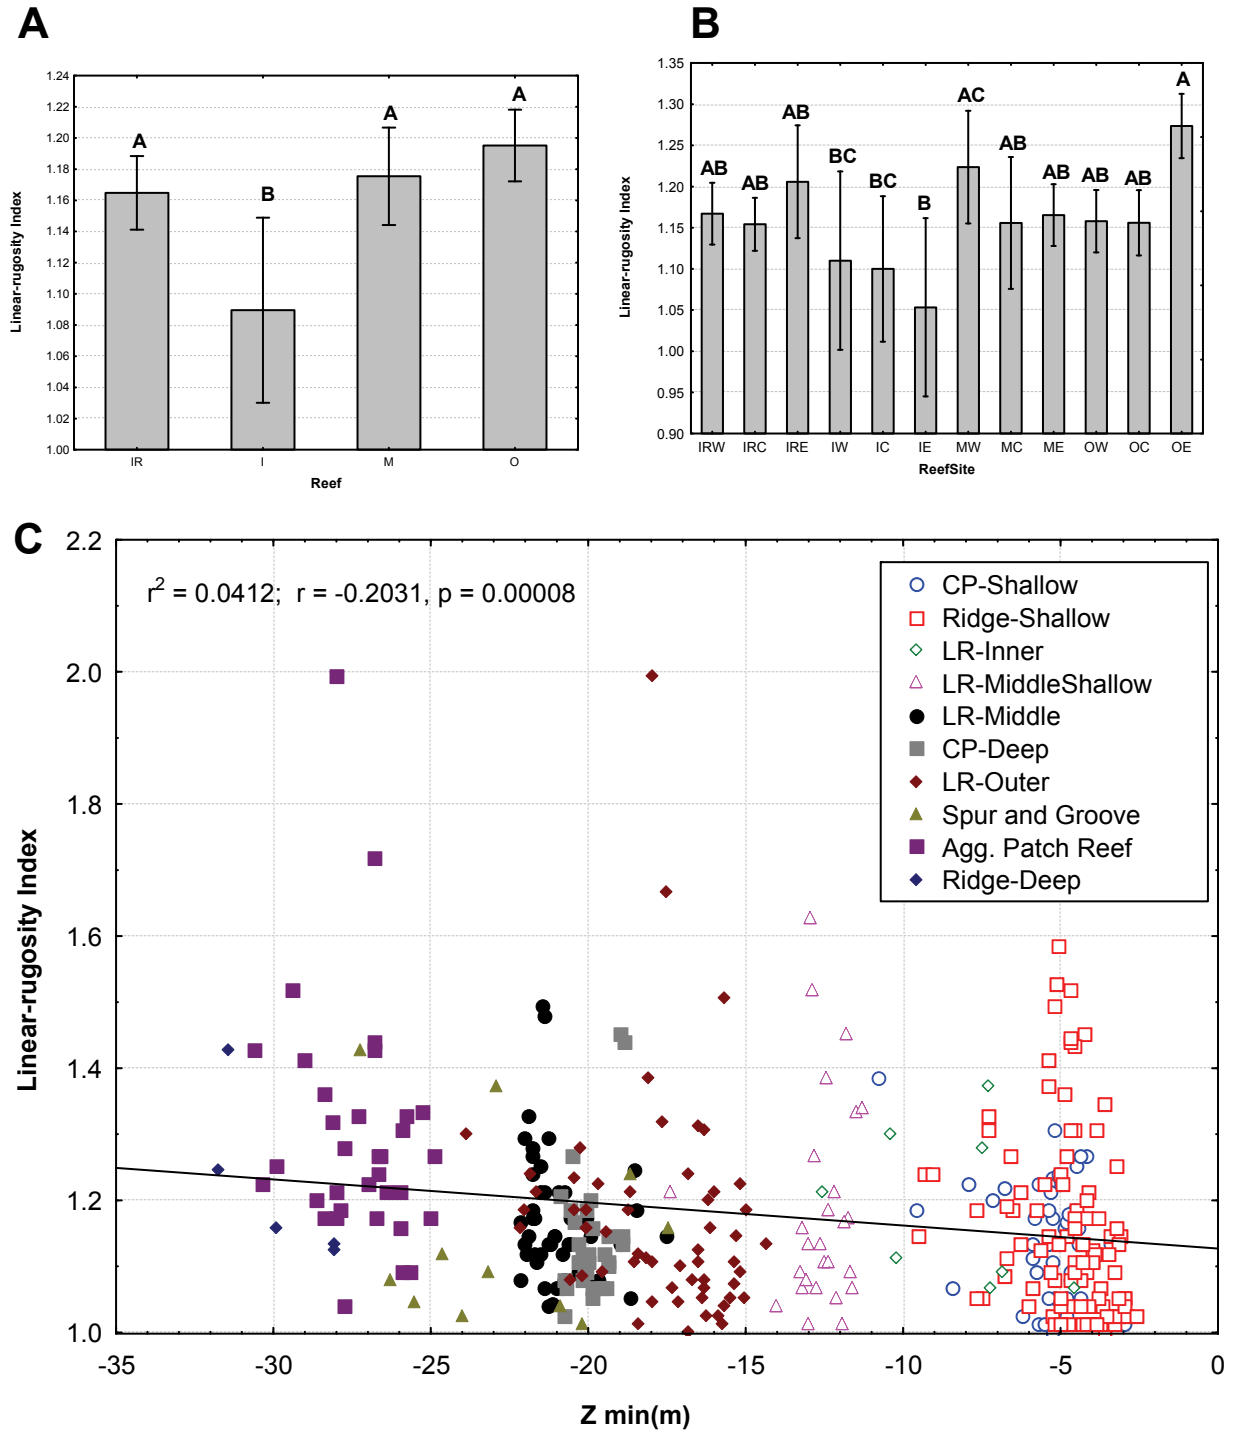 A
1.24
1.22
1.20
1.18
1.16
1.14
1.12
1.10
1.08
1.06
1.04
1.02
1.00
Linear-rugosity Index
A
B
A
A
IR I M O
Reef
B
1.35
1.30
1.25
1.20
1.15
1.10
1.05
1.00
0.95
0.90
Linear-rugosity Index
AB AB AB BC BC B AC AB AB AB AB A
IRW IRC IRE IW IC IE MW MC ME OW OC OE
ReefSite
C
2.2
2.0
1.8
1.6
1.4
1.2
1.0
Linear-rugosity Index
r² = 0.0412; r = -0.2031, p = 0.00008
CP-Shallow
Ridge-Shallow
LR-Inner
LR-MiddleShallow
LR-Middle
CP-Deep
LR-Outer
Spur and Groove
Agg. Patch Reef
Ridge-Deep
-35 -30 -25 -20 -15 -10 -5 0
Z min(m)